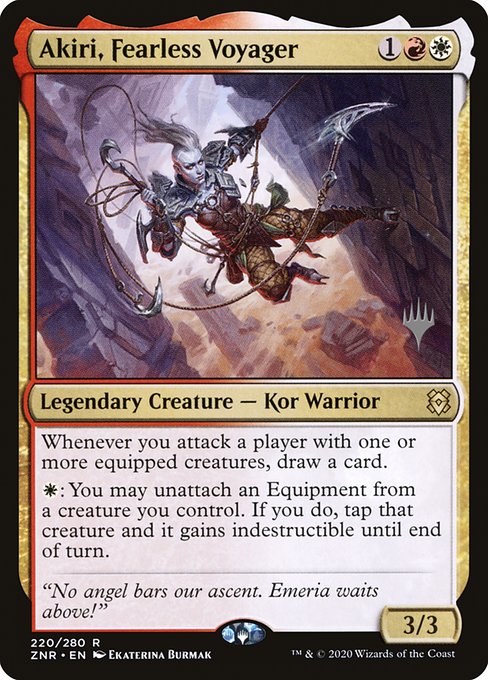 Akiri, Fearless Voyager 1
Legendary Creature — Kor Warrior
Whenever you attack a player with one or
more equipped creatures, draw a card.
: You may unattach an Equipment from
a creature you control. If you do, tap that
creature and it gains indestructible until end
of turn.
“No angel bars our ascent. Emeria waits
above!”
3/3
220/280 R
ZNR • EN Ekaterina Burmak
™ & © 2020 Wizards of the Coast